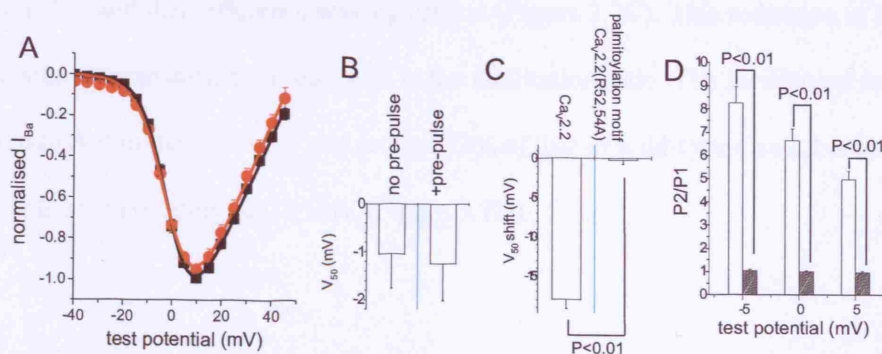 A
normalised I Ba
0.0
-0.2
-0.4
-0.6
-0.8
-1.0
-40 -20 0 20 40
test potential (mV)
B
no pre-pulse
+pre-pulse
V50 (mV)
0
-1
-2
C
CaV2.2
CaV2.2(R52,54A)
palmitoylation motif
V50 shift (mV)
0
-5
-10
-15
P<0.01
D
P<0.01
P<0.01
P<0.01
P2/P1
10
9
8
7
6
5
4
3
2
1
0
-5 0 5
test potential (mV)